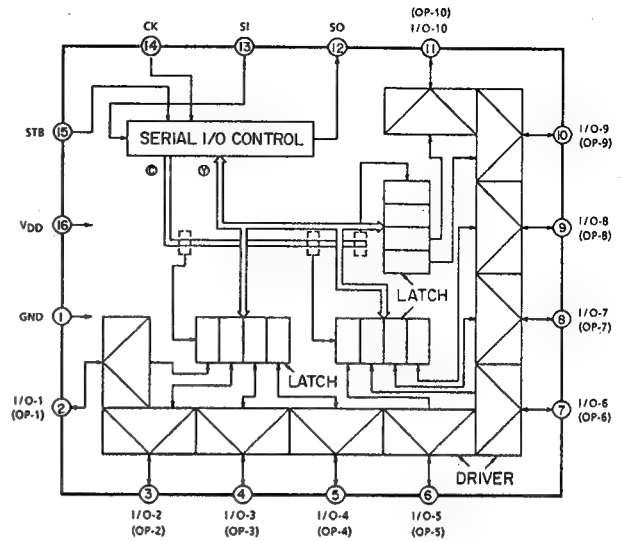 CK
SI
SO
(OP-10)
I/O-10
14
13
12
11
STB
15
SERIAL I/O CONTROL
10
I/O-9
(OP-9)
C
Y
VDD
16
9
I/O-8
(OP-8)
LATCH
GND
1
8
I/O-7
(OP-7)
LATCH
I/O-1
(OP-1)
2
7
I/O-6
(OP-6)
DRIVER
3
4
5
6
I/O-2
(OP-2)
I/O-3
(OP-3)
I/O-4
(OP-4)
I/O-5
(OP-5)